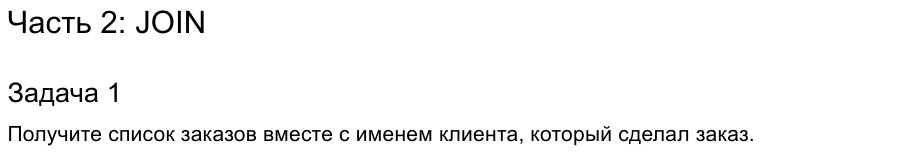 Часть 2: JOIN
Задача 1
Получите список заказов вместе с именем клиента, который сделал заказ.